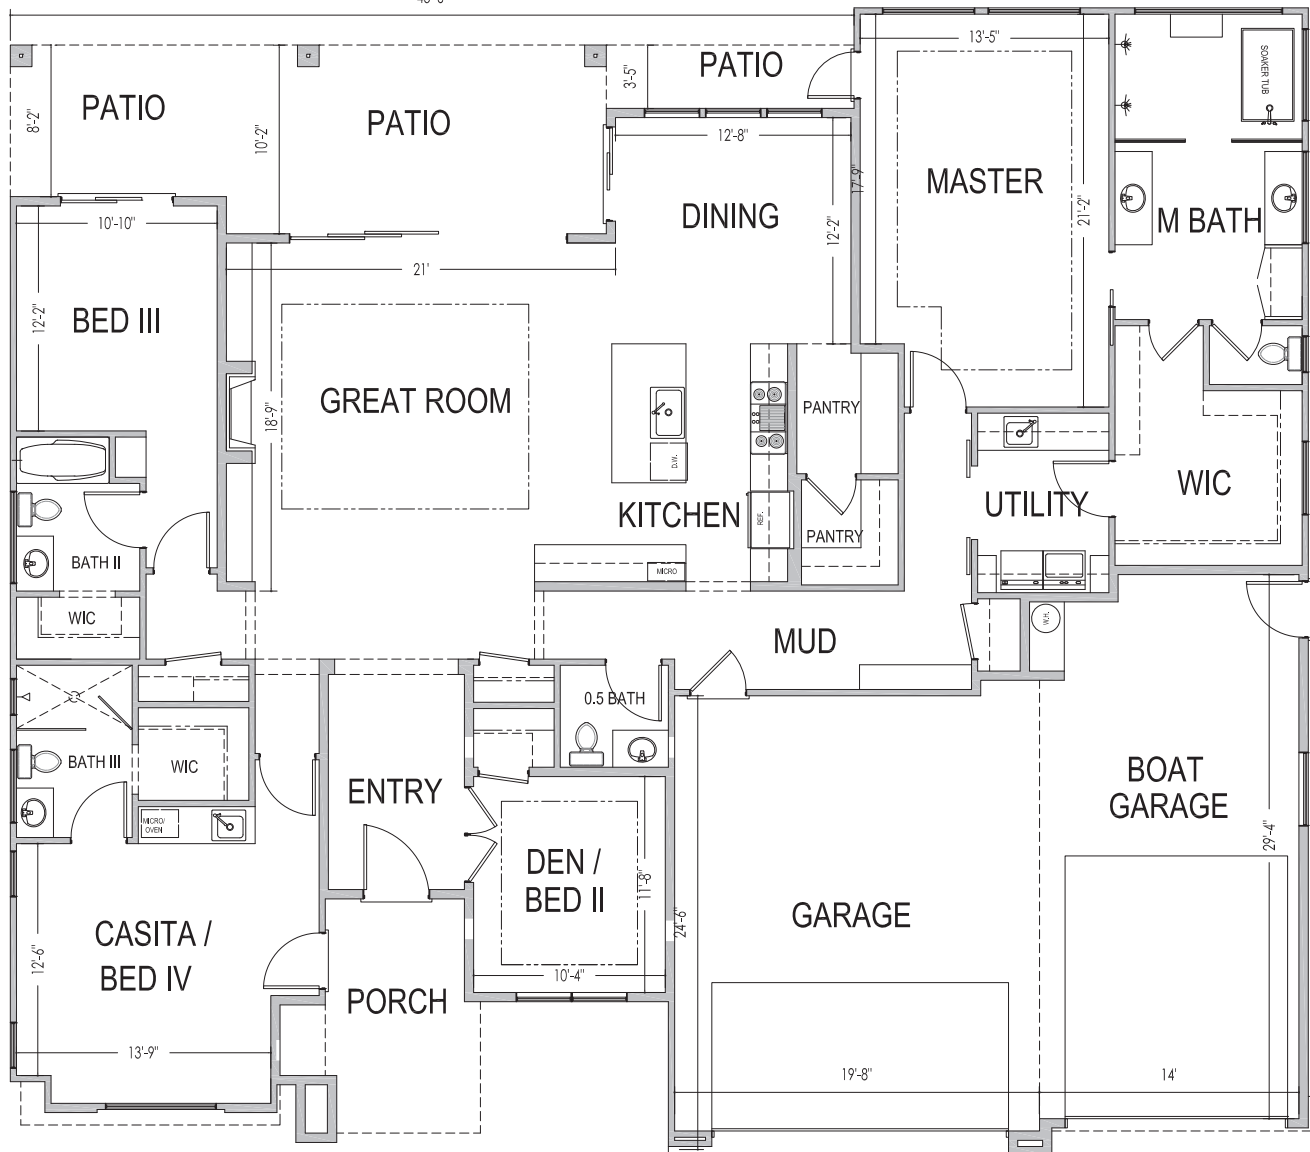 13'-5"
SOAKER TUB
PATIO
3'-5"
PATIO
8'-2"
10'-2"
PATIO
12'-8"
17'-9"
MASTER
21'-2"
DINING
12'-2"
M BATH
10'-10"
21'
BED III
12'-2"
GREAT ROOM
18'-9"
PANTRY
D.W.
KITCHEN
REF.
PANTRY
UTILITY
WIC
BATH II
MICRO
WIC
MUD
W.H.
0.5 BATH
BATH III
WIC
ENTRY
BOAT
GARAGE
MICRO/
OVEN
29'-4"
DEN /
BED II
11'-8"
24'-6"
GARAGE
CASITA /
BED IV
12'-6"
10'-4"
PORCH
13'-9"
19'-8"
14'